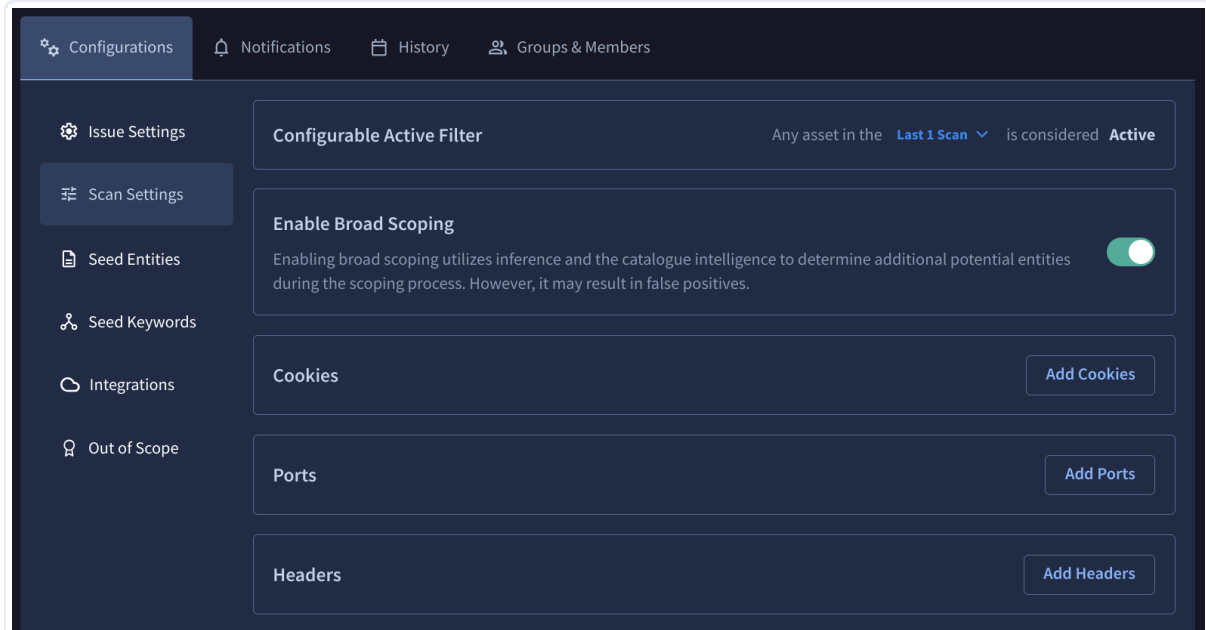 Configurations
Notifications
History
Groups & Members
Issue Settings
Scan Settings
Seed Entities
Seed Keywords
Integrations
Out of Scope
Configurable Active Filter
Any asset in the Last 1 Scan is considered Active
Enable Broad Scoping
Enabling broad scoping utilizes inference and the catalogue intelligence to determine additional potential entities
during the scoping process. However, it may result in false positives.
Cookies
Add Cookies
Ports
Add Ports
Headers
Add Headers